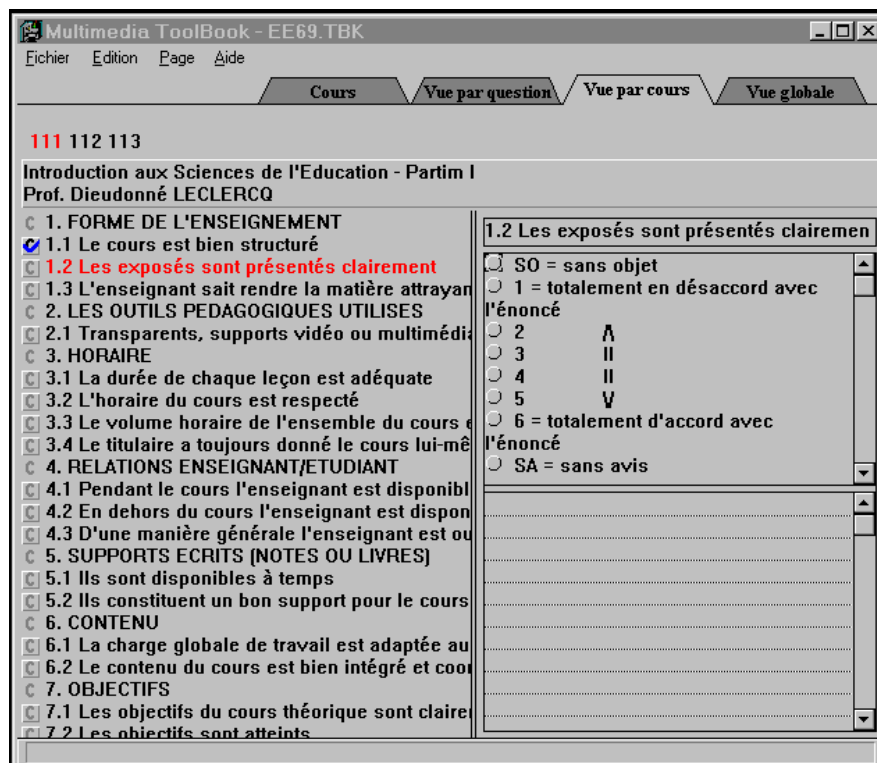 Multimedia ToolBook - EE69.TBK
Fichier Edition Page Aide
Cours Vue par question Vue par cours Vue globale
111 112 113
Introduction aux Sciences de l'Education - Partim I
Prof. Dieudonné LECLERCQ
C 1. FORME DE L'ENSEIGNEMENT
C 1.1 Le cours est bien structuré
C 1.2 Les exposés sont présentés clairement
C 1.3 L'enseignant sait rendre la matière attrayan
C 2. LES OUTILS PEDAGOGIQUES UTILISES
C 2.1 Transparents, supports vidéo ou multimédia
C 3. HORAIRE
C 3.1 La durée de chaque leçon est adéquate
C 3.2 L'horaire du cours est respecté
C 3.3 Le volume horaire de l'ensemble du cours e
C 3.4 Le titulaire a toujours donné le cours lui-mê
C 4. RELATIONS ENSEIGNANT/ETUDIANT
C 4.1 Pendant le cours l'enseignant est disponibl
C 4.2 En dehors du cours l'enseignant est dispon
C 4.3 D'une manière générale l'enseignant est ou
C 5. SUPPORTS ECRITS (NOTES OU LIVRES)
C 5.1 Ils sont disponibles à temps
C 5.2 Ils constituent un bon support pour le cours
C 6. CONTENU
C 6.1 La charge globale de travail est adaptée au
C 6.2 Le contenu du cours est bien intégré et coor
C 7. OBJECTIFS
C 7.1 Les objectifs du cours théorique sont claire
C 7.2 Les objectifs sont atteints
1.2 Les exposés sont présentés clairemen
SO = sans objet
1 = totalement en désaccord avec
l'énoncé
2 Λ
3 II
4 II
5 V
6 = totalement d'accord avec
l'énoncé
SA = sans avis